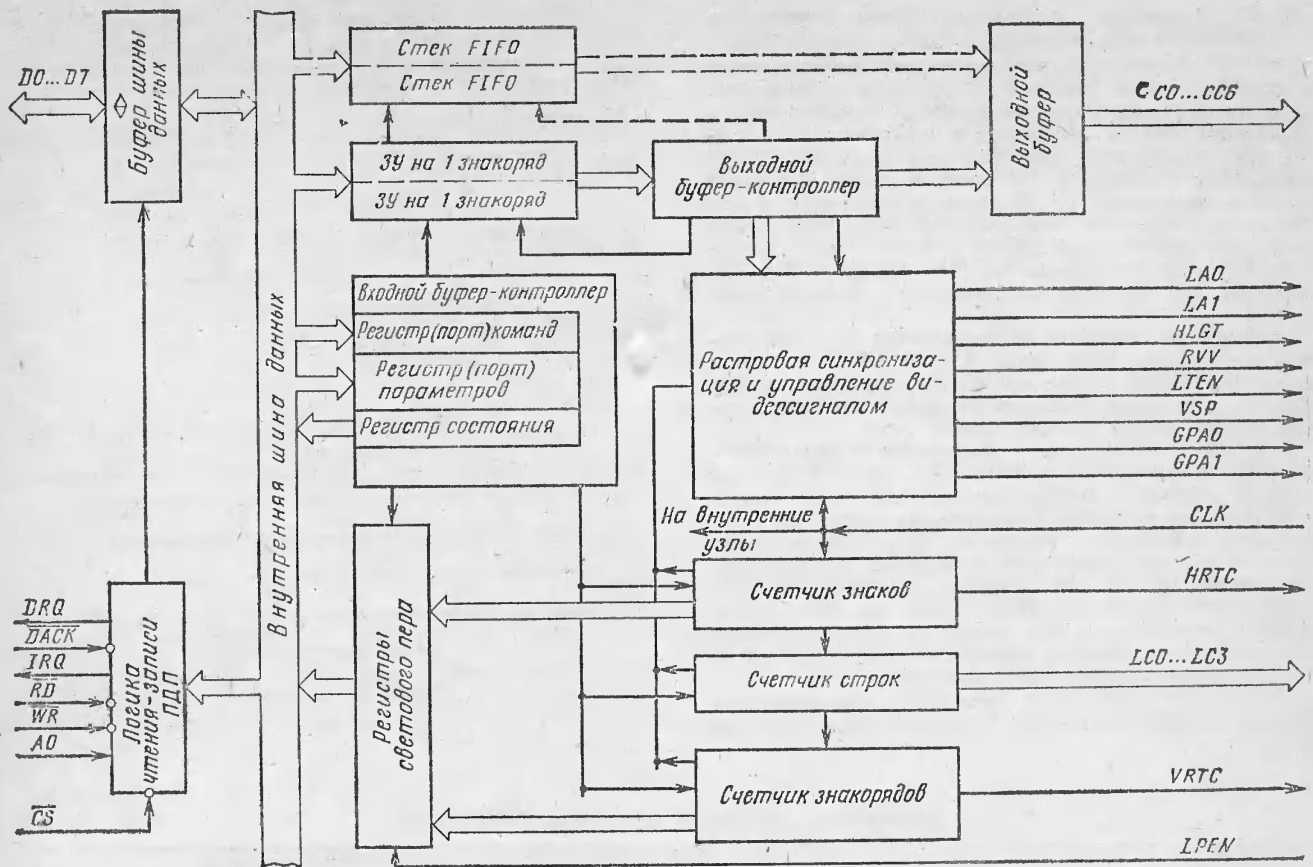 D0...D7
Буфер шины
данных
Стек FIFO
Стек FIFO
Выходной
буфер
CC0...CC6
ЗУ на 1 знакоряд
ЗУ на 1 знакоряд
Выходной
буфер-контроллер
Внутренняя шина данных
Входной буфер-контроллер
Регистр(порт)команд
Регистр(порт)
параметров
Регистр состояния
Растровая синхрониза-
ция и управление ви-
деосигналом
LA0
LA1
HLGT
RVV
LTEN
VSP
GPA0
GPA1
На внутренние
узлы
CLK
Счетчик знаков
HRTC
Счетчик строк
LC0...LC3
Счетчик знакорядов
VRTC
LPEN
Регистры
светового пера
DRQ
DACK
IRQ
RD
WR
A0
CS
Логика
чтения-записи
ПДП